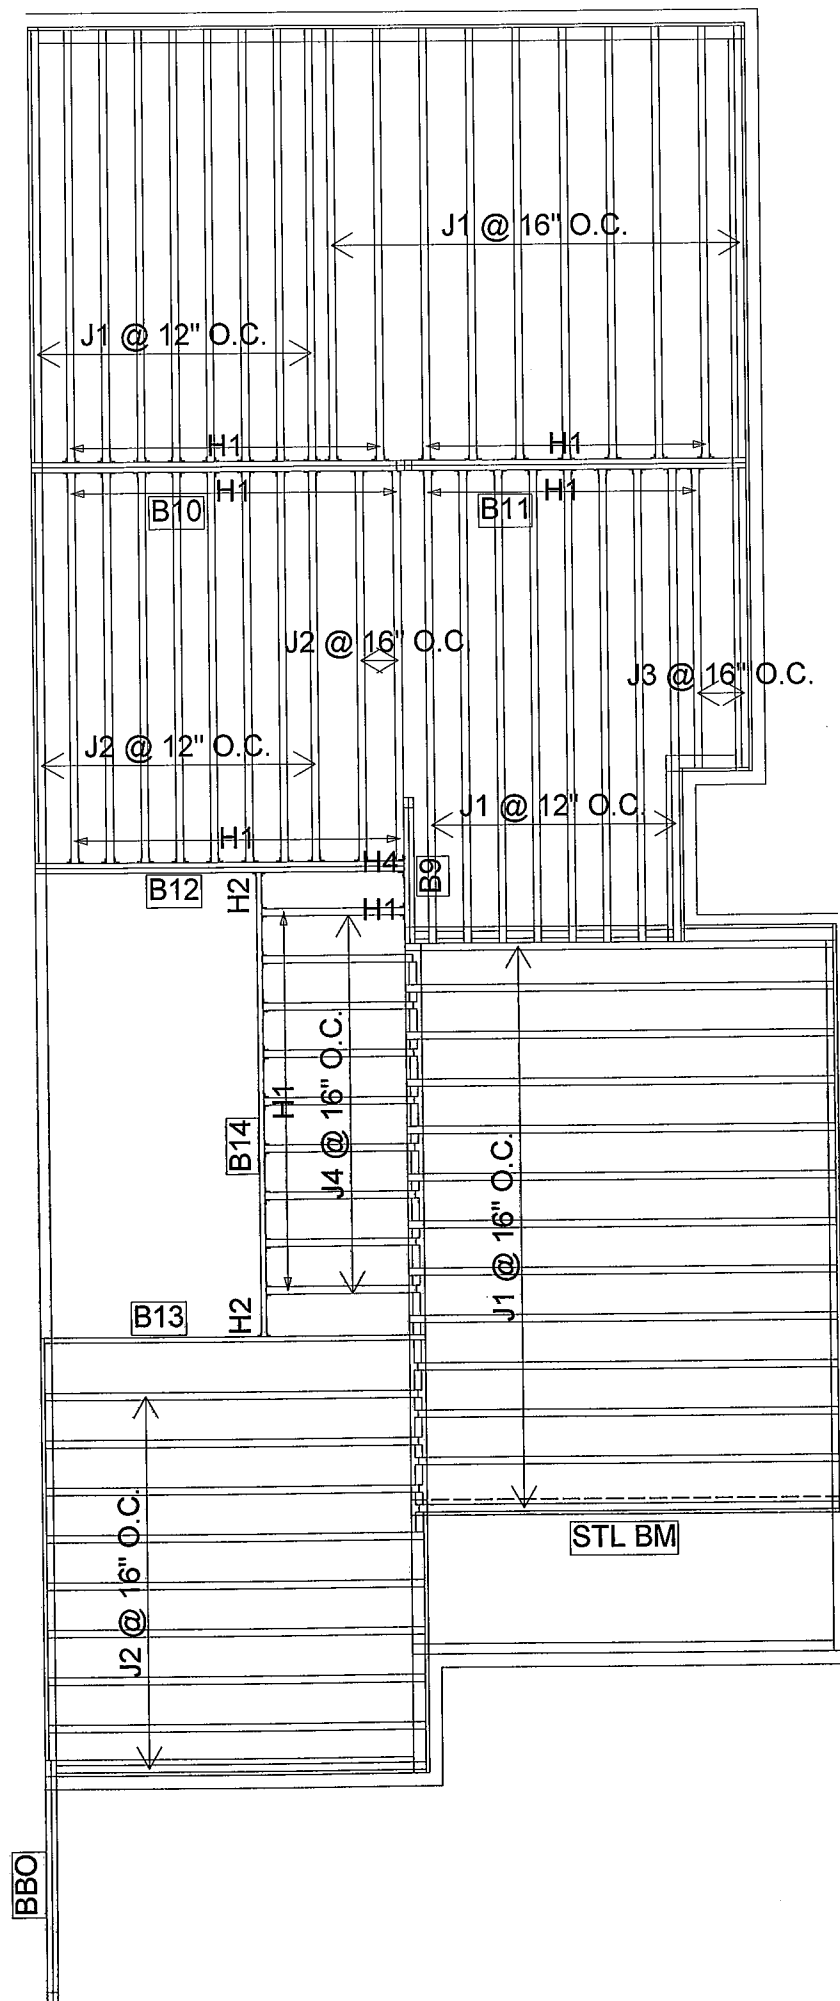 J1 @ 16" O.C.
J1 @ 12" O.C.
H1
H1
H1
H1
B10
B11
J2 @ 16" O.C.
J3 @ 16" O.C.
J2 @ 12" O.C.
J1 @ 12" O.C.
H1
H4
B9
B12
H2
H1
H1
J4 @ 16" O.C.
B14
J1 @ 16" O.C.
H2
B13
J2 @ 16" O.C.
STL BM
BBO